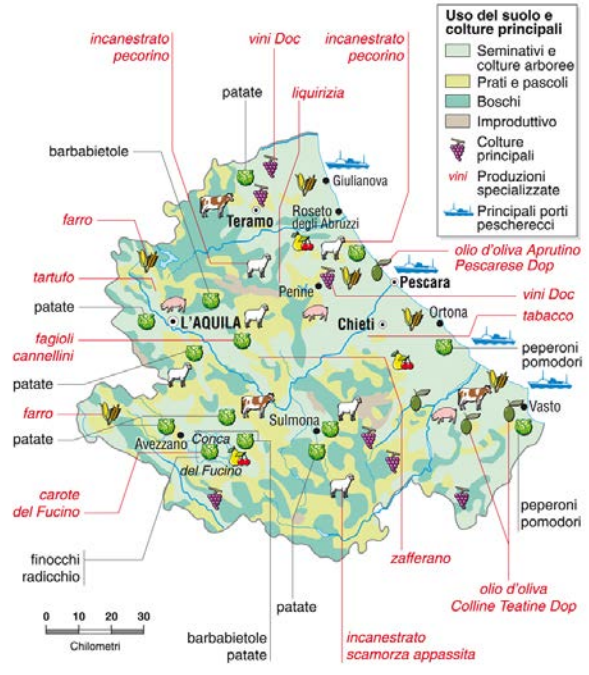 Uso del suolo e
colture principali
Seminativi e
colture arboree
Prati e pascoli
Boschi
Improduttivo
Colture
principali
vini
Produzioni
specializzate
Principali porti
pescherecci
incanestrato
pecorino
vini Doc
incanestrato
pecorino
patate
liquirizia
barbabietole
Giulianova
farro
Teramo
Roseto
degli Abruzzi
olio d'oliva Aprutino
Pescarese Dop
tartufo
Penne
Pescara
vini Doc
patate
L'AQUILA
Chieti
Ortona
tabacco
fagioli
cannellini
peperoni
pomodori
patate
farro
Sulmona
Vasto
patate
Avezzano
Conca
del Fucino
carote
del Fucino
peperoni
pomodori
zafferano
finocchi
radicchio
olio d'oliva
Colline Teatine Dop
patate
barbabietole
patate
incanestrato
scamorza appassita
0 10 20 30
Chilometri